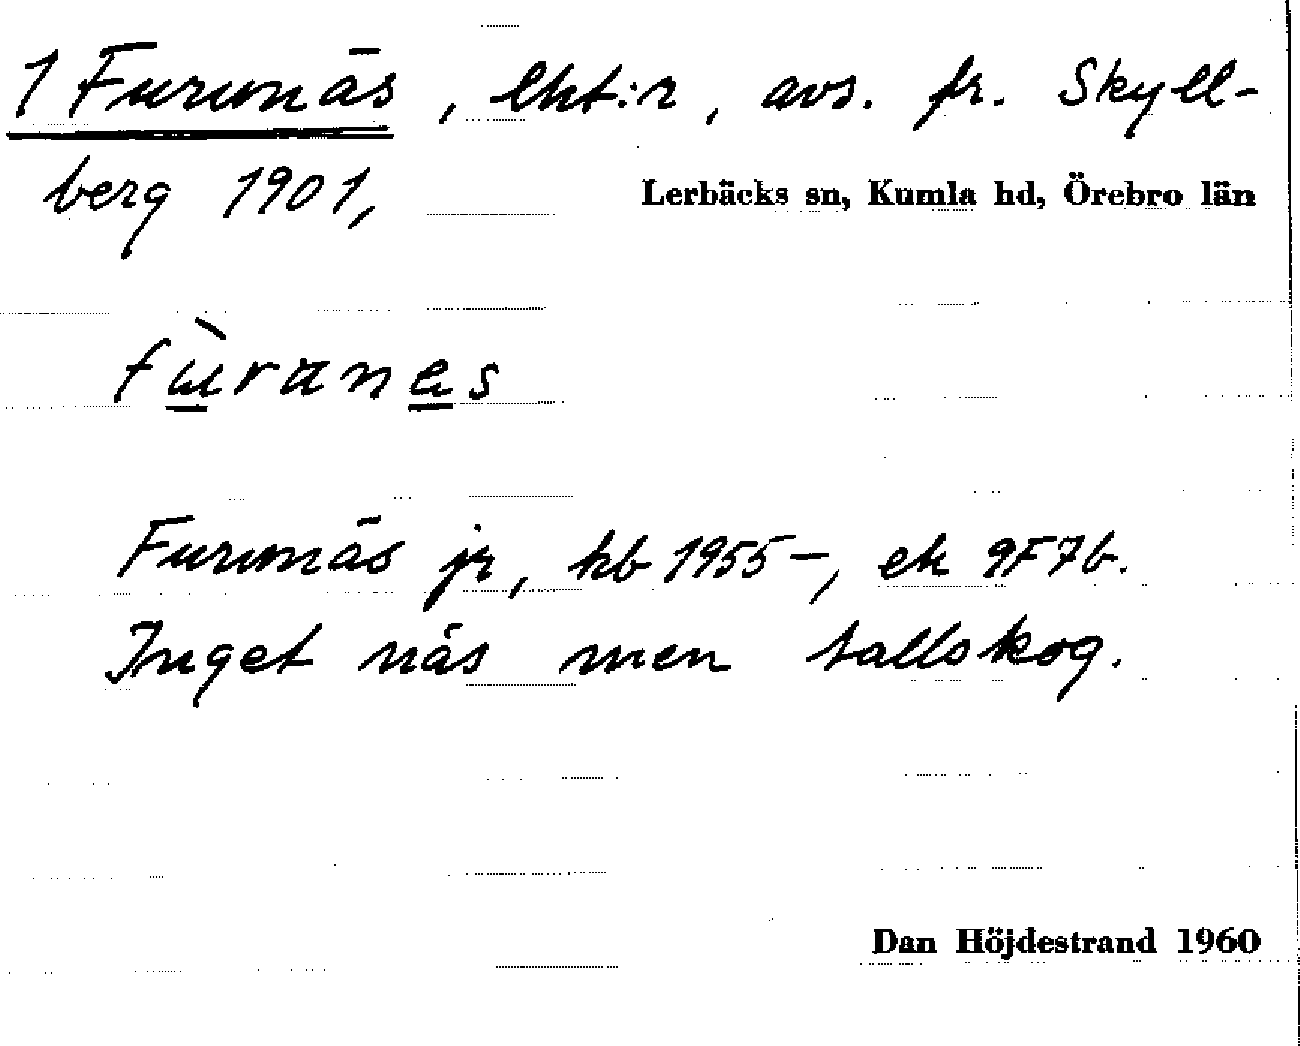 1 Furunäs, lht:r, avs. fr. Skyll-
berg 1901,
Lerbäcks sn, Kumla hd, Örebro län
fùranes
Furunäs jr, kb 1955-, ek 9F7b.
Inget näs men tallskog.
Dan Höjdestrand 1960